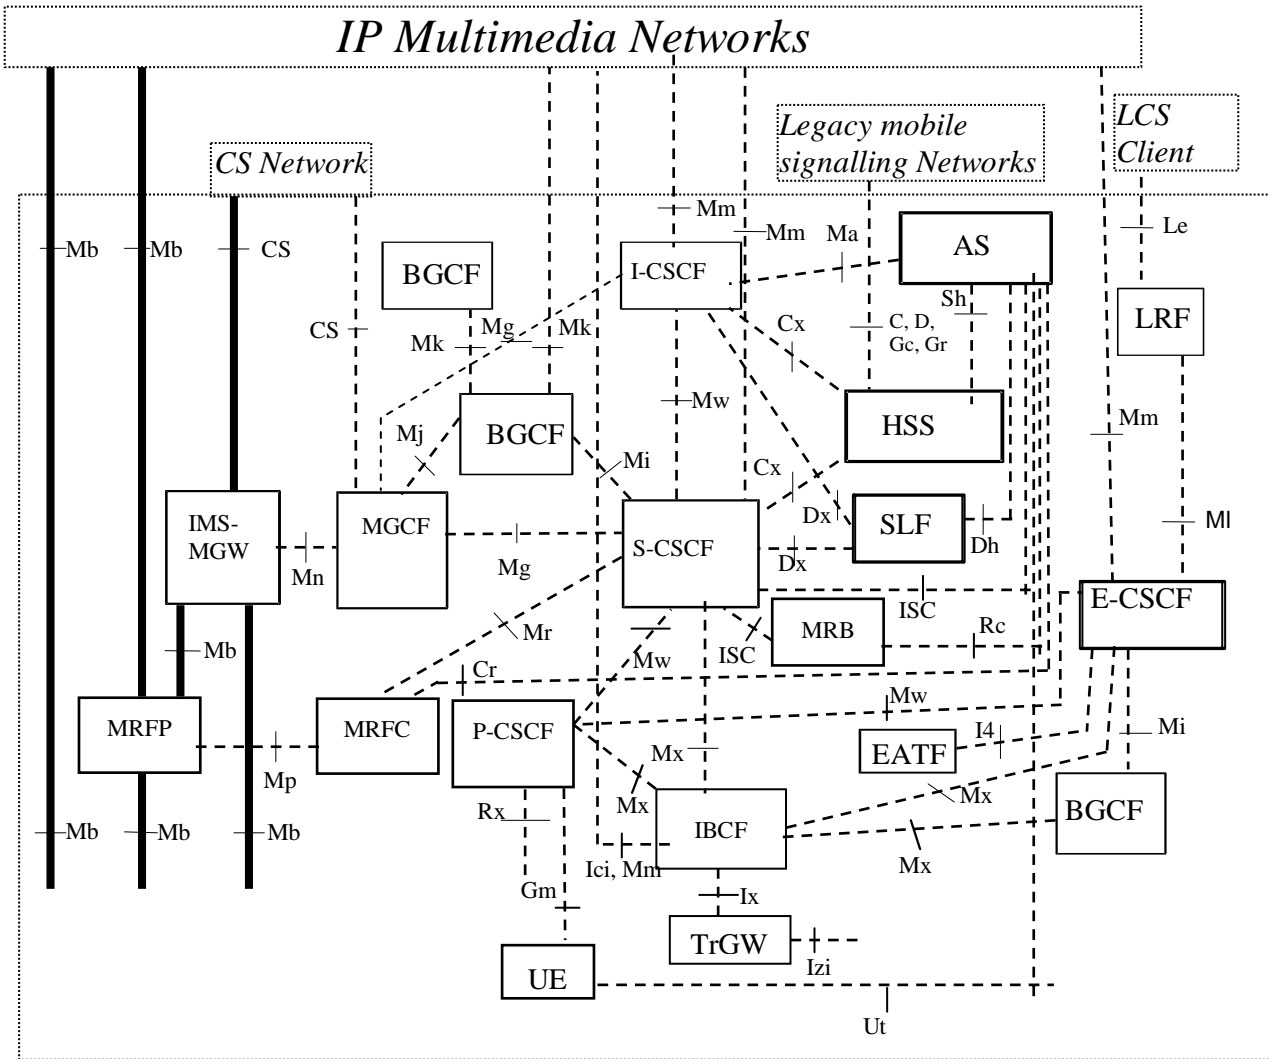 IP Multimedia Networks
CS Network
Legacy mobile
signalling Networks
LCS
Client
Mb
Mb
CS
Mm
Mm
Ma
AS
Le
BGCF
I-CSCF
Sh
LRF
CS
Mk
Mg
Mk
Cx
C, D,
Gc, Gr
Mw
HSS
Mm
Mj
BGCF
Mi
Cx
IMS-
MGW
MGCF
S-CSCF
Dx
SLF
Dh
Ml
Mn
Mg
Dx
E-CSCF
ISC
Mr
MRB
Rc
Mb
Mw
ISC
Cr
Mw
MRFP
MRFC
P-CSCF
EATF
I4
Mi
Mp
Mx
Mx
Mx
BGCF
Mb
Mb
Mb
Rx
IBCF
Mx
Ici, Mm
Gm
Ix
TrGW
Izi
UE
Ut